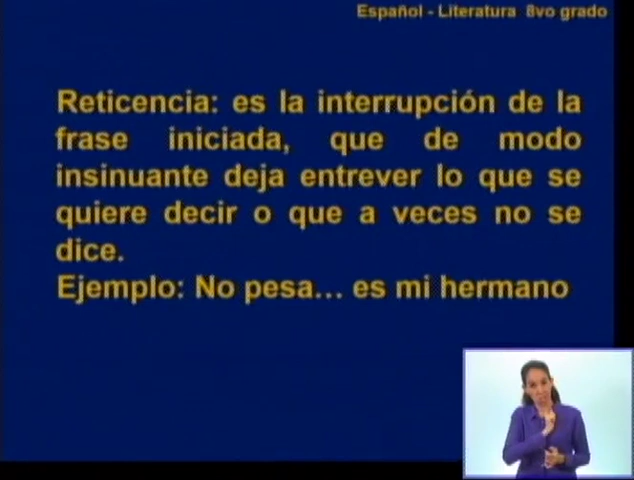 Español - Literatura 8vo grado
Reticencia: es la interrupción de la
frase iniciada, que de modo
insinuante deja entrever lo que se
quiere decir o que a veces no se
dice.
Ejemplo: No pesa... es mi hermano